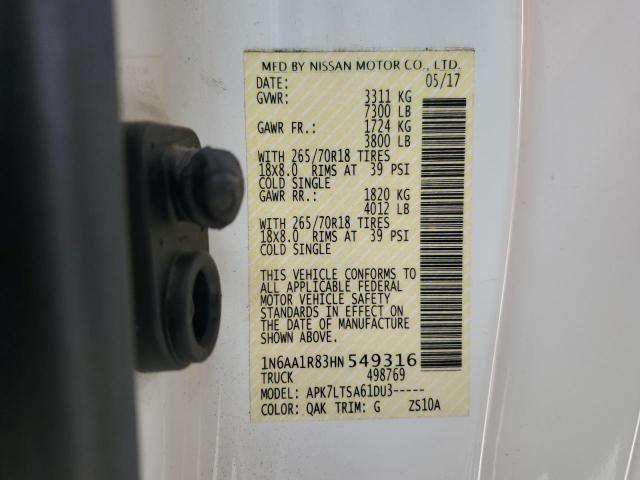 MFD BY NISSAN MOTOR CO., LTD.
DATE: 05/17
GVWR: 3311 KG
7300 LB
GAWR FR.: 1724 KG
3800 LB
WITH 265/70R18 TIRES
18X8.0 RIMS AT 39 PSI
COLD SINGLE
GAWR RR.: 1820 KG
4012 LB
WITH 265/70R18 TIRES
18X8.0 RIMS AT 39 PSI
COLD SINGLE
THIS VEHICLE CONFORMS TO
ALL APPLICABLE FEDERAL
MOTOR VEHICLE SAFETY
STANDARDS IN EFFECT ON
THE DATE OF MANUFACTURE
SHOWN ABOVE.
1N6AA1R83HN549316
TRUCK 498769
MODEL: APK7LTSA61DU3-----
COLOR: QAK TRIM: G ZS10A